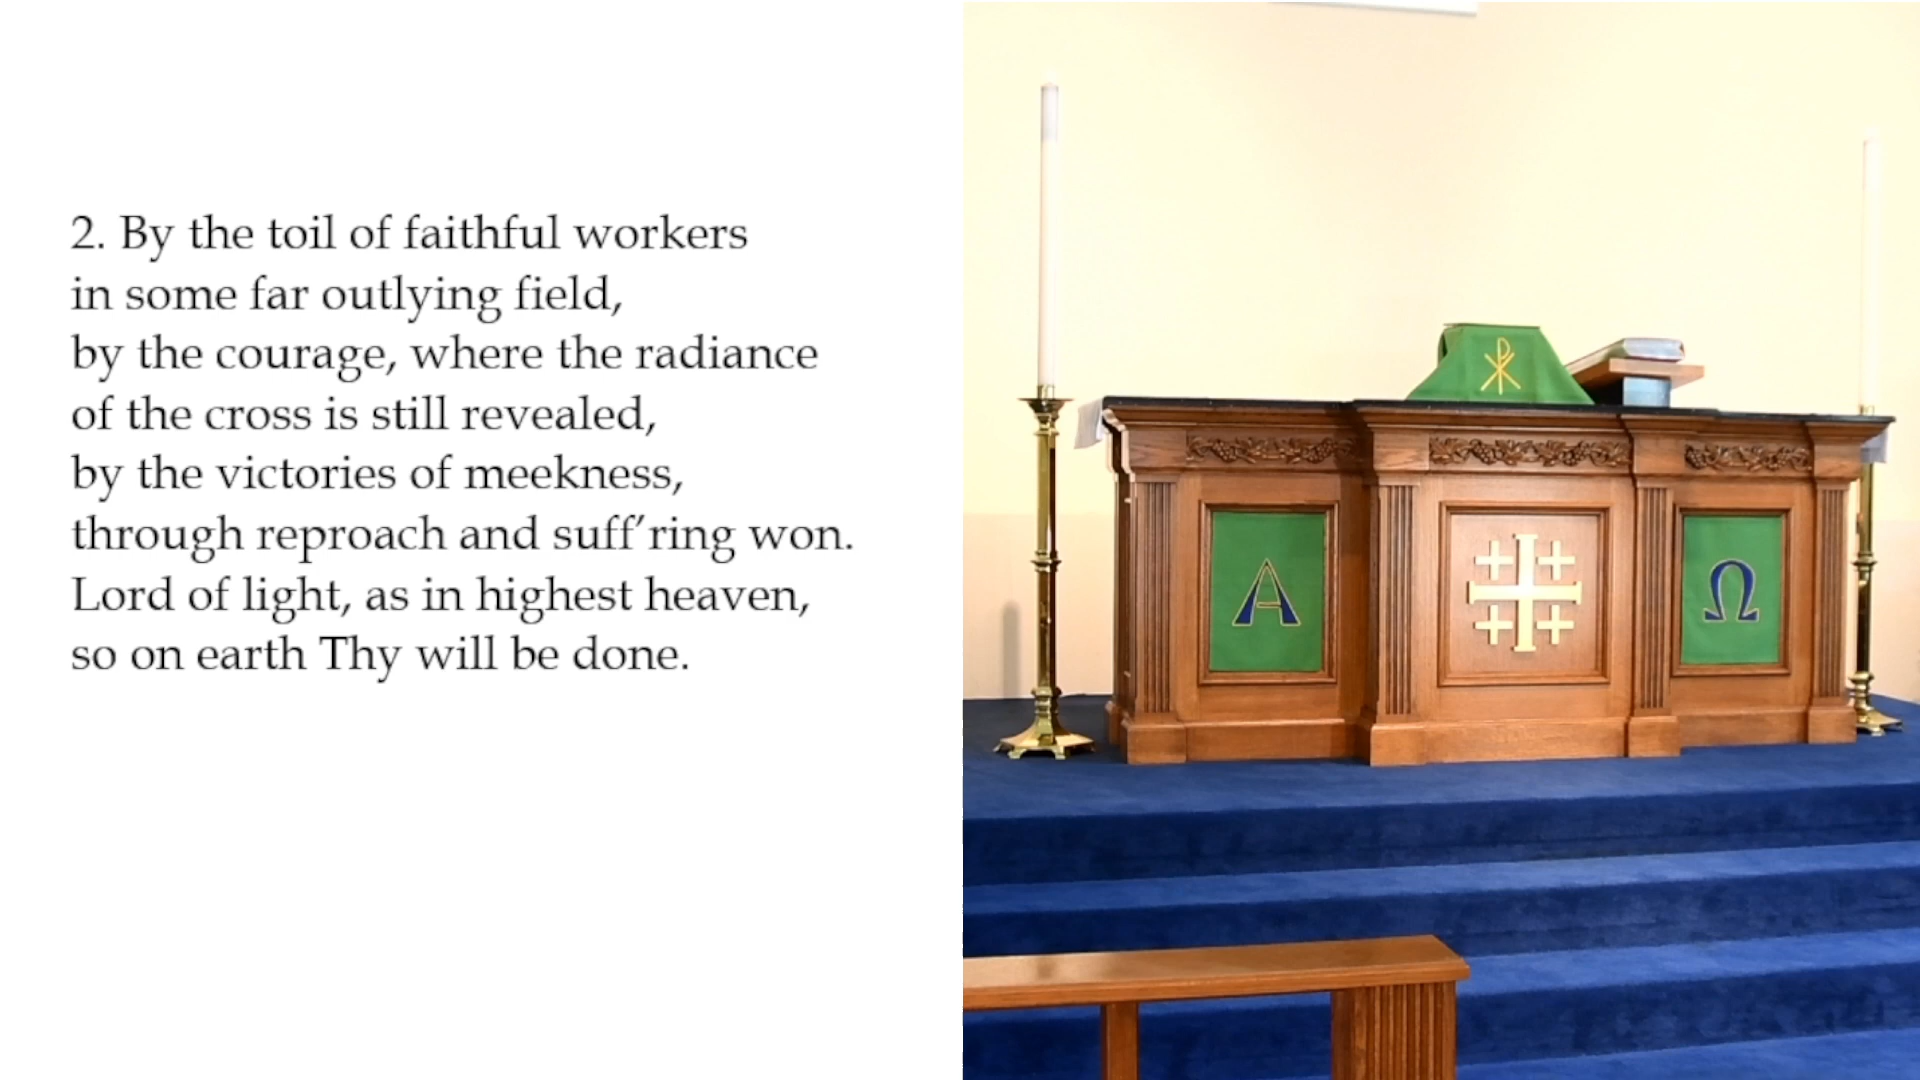 2. By the toil of faithful workers
in some far outlying field,
by the courage, where the radiance
of the cross is still revealed,
by the victories of meekness,
through reproach and suff’ring won.
Lord of light, as in highest heaven,
so on earth Thy will be done.
Α
Ω